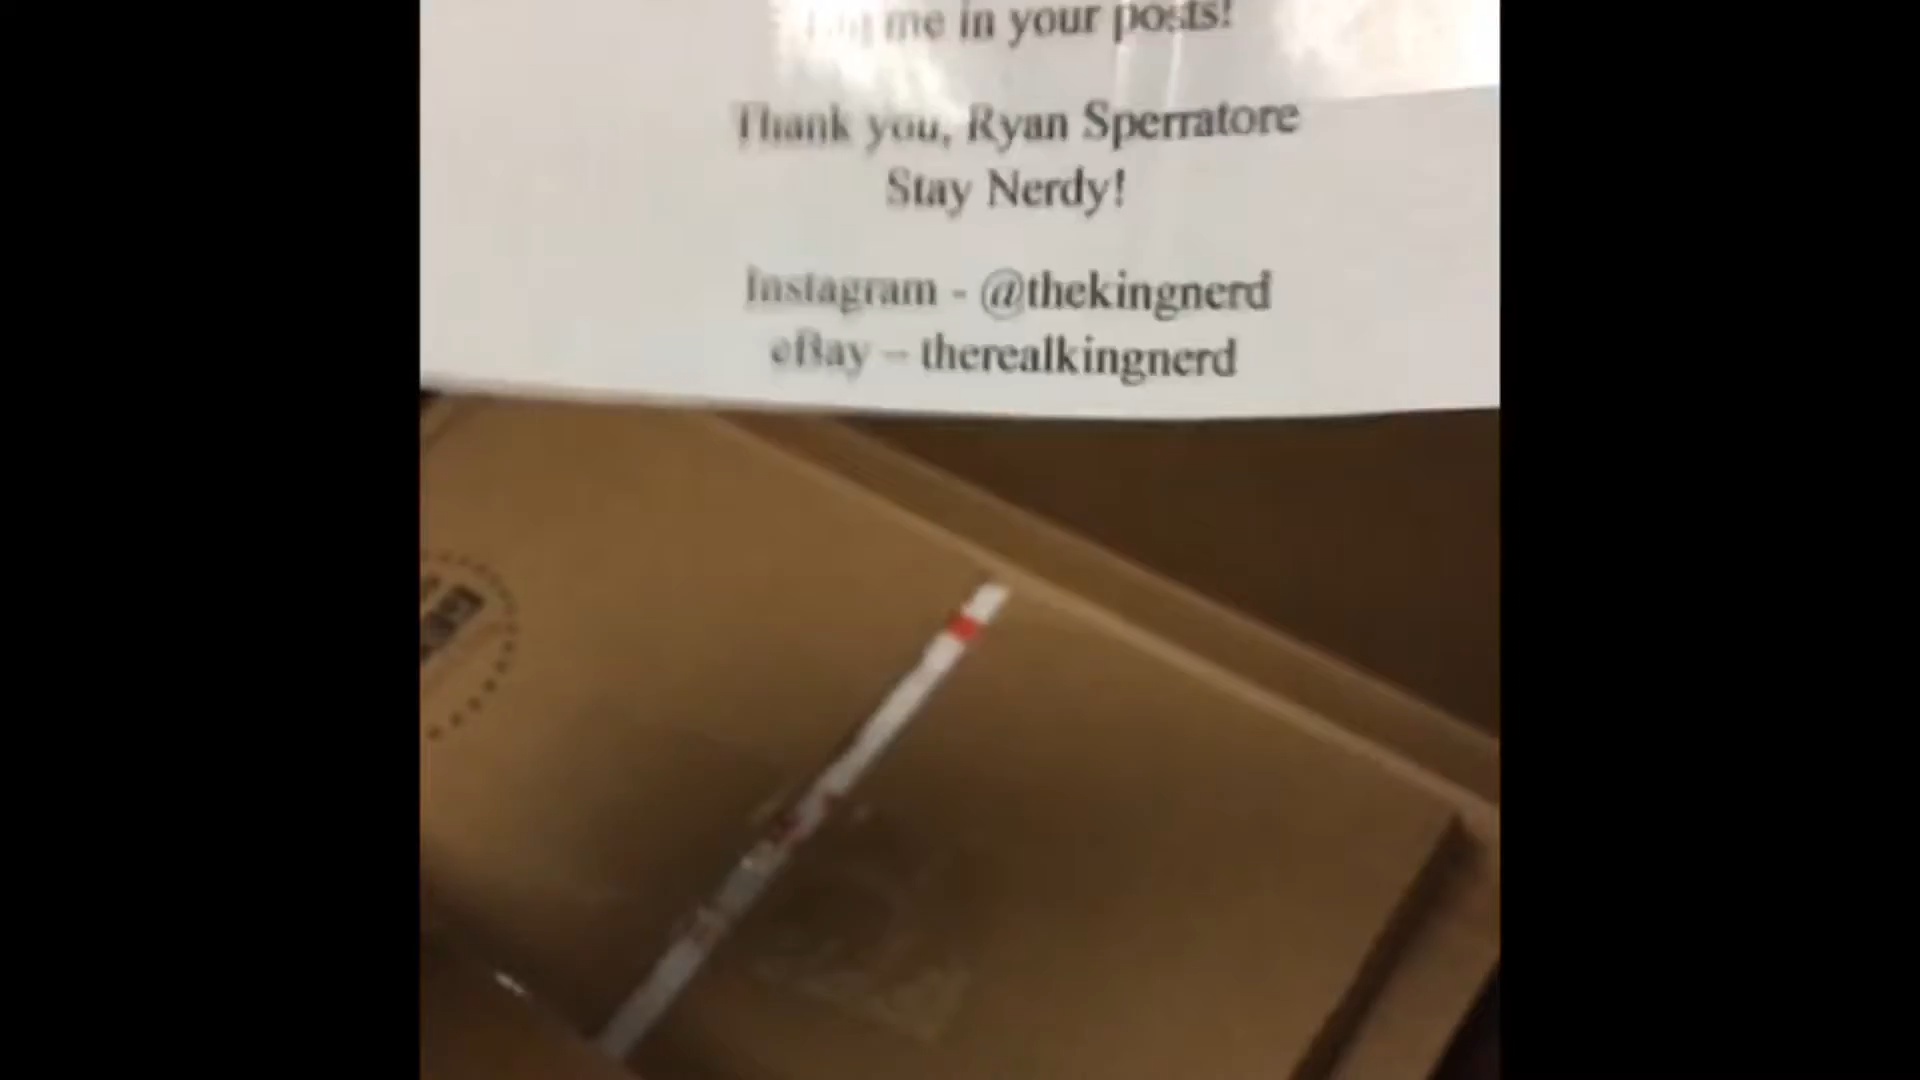 me in your posts!
Thank you, Ryan Sperratore
Stay Nerdy!
Instagram - @thekingnerd
eBay – therealkingnerd